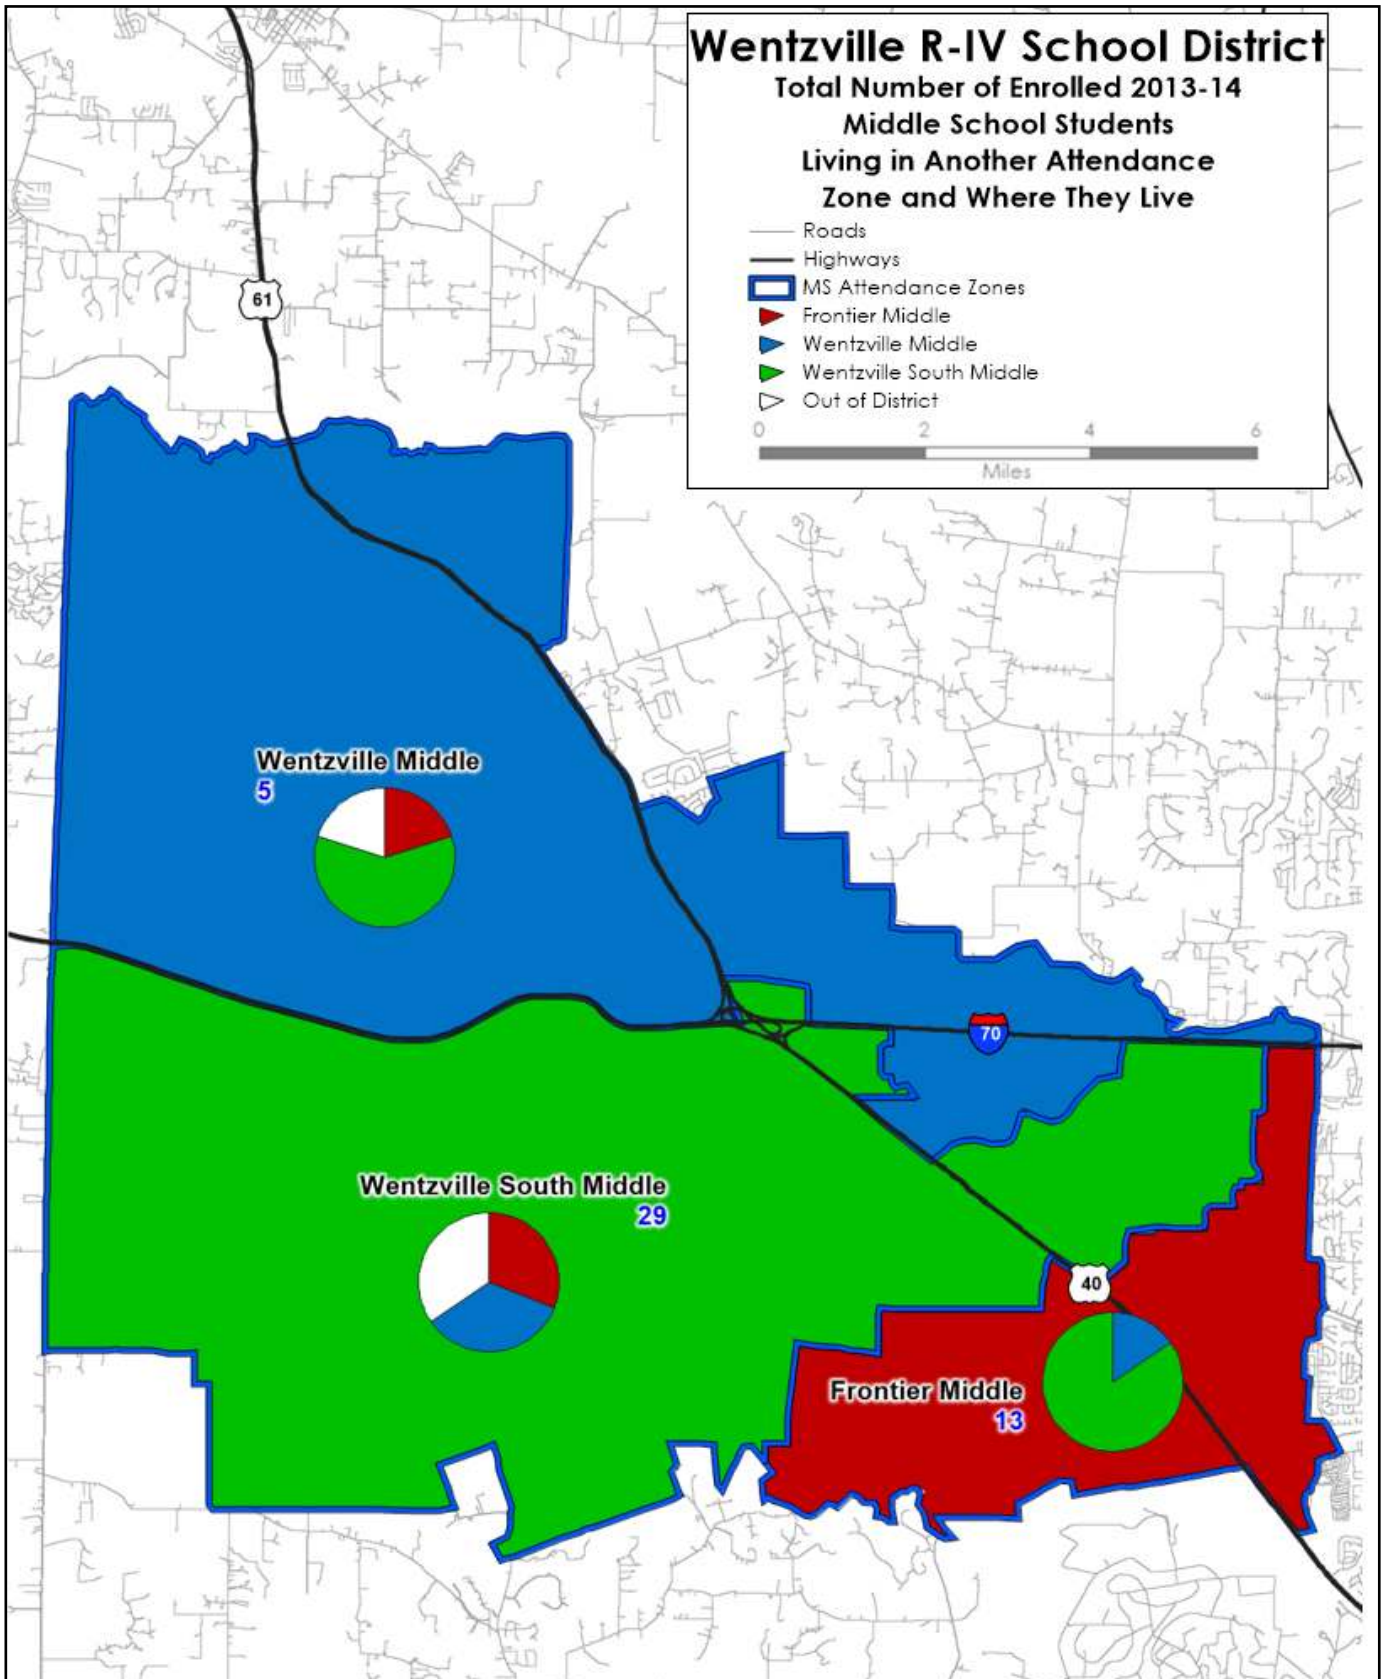 Wentzville R-IV School District
Total Number of Enrolled 2013-14
Middle School Students
Living in Another Attendance
Zone and Where They Live
Roads
Highways
MS Attendance Zones
Frontier Middle
Wentzville Middle
Wentzville South Middle
Out of District
0 2 4 6
Miles
61
Wentzville Middle
5
70
Wentzville South Middle
29
40
Frontier Middle
13